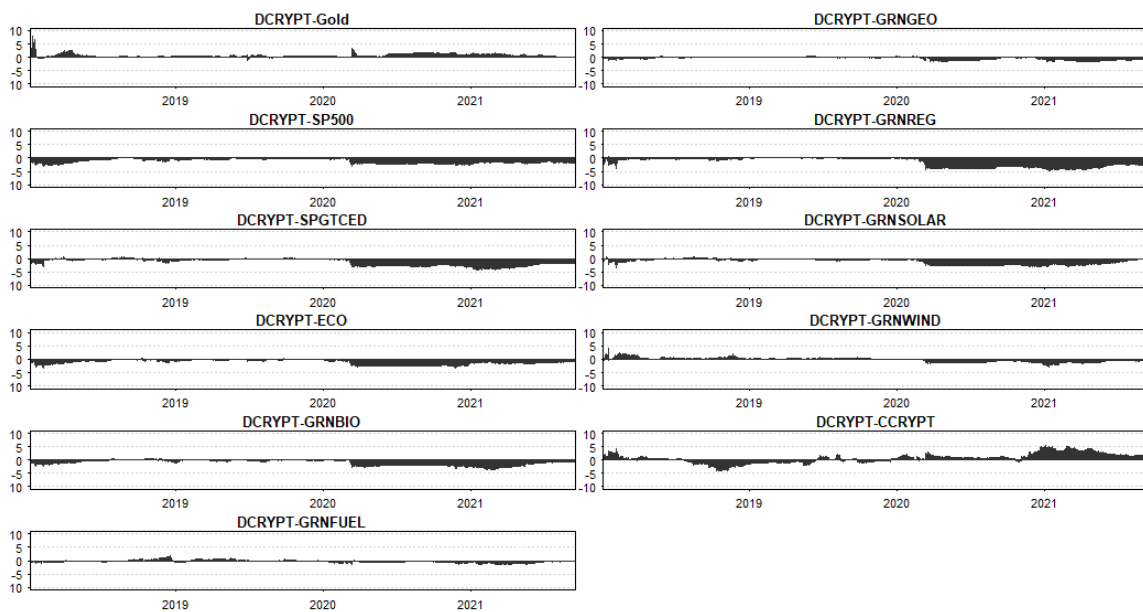 DCRYPT-Gold
10
5
0
-5
10
2019 2020 2021
DCRYPT-GRNGEO
10
5
0
-5
-10
2019 2020 2021
DCRYPT-SP500
10
5
0
-5
10
2019 2020 2021
DCRYPT-GRNREG
10
5
0
-5
-10
2019 2020 2021
DCRYPT-SPGTCED
10
5
0
-5
10
2019 2020 2021
DCRYPT-GRNSOLAR
10
5
0
-5
-10
2019 2020 2021
DCRYPT-ECO
10
5
0
-5
10
2019 2020 2021
DCRYPT-GRNWIND
10
5
0
-5
-10
2019 2020 2021
DCRYPT-GRNBIO
10
5
0
-5
10
2019 2020 2021
DCRYPT-CCRYPT
10
5
0
-5
-10
2019 2020 2021
DCRYPT-GRNFUEL
10
5
0
-5
10
2019 2020 2021